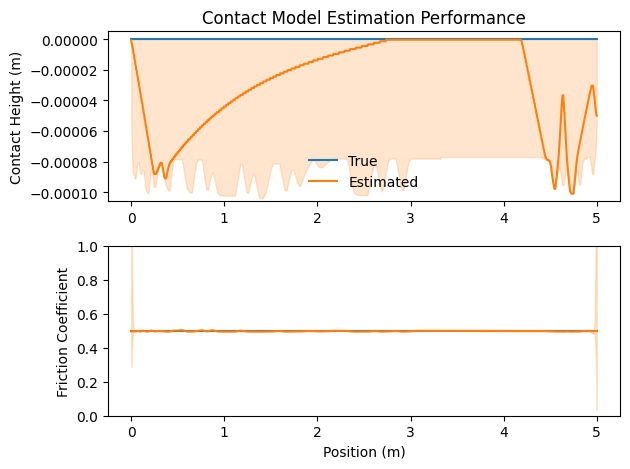 Contact Model Estimation Performance
Contact Height (m)
0.00000
−0.00002
−0.00004
−0.00006
−0.00008
−0.00010
True
Estimated
0 1 2 3 4 5
Friction Coefficient
1.0
0.8
0.6
0.4
0.2
0.0
0 1 2 3 4 5
Position (m)